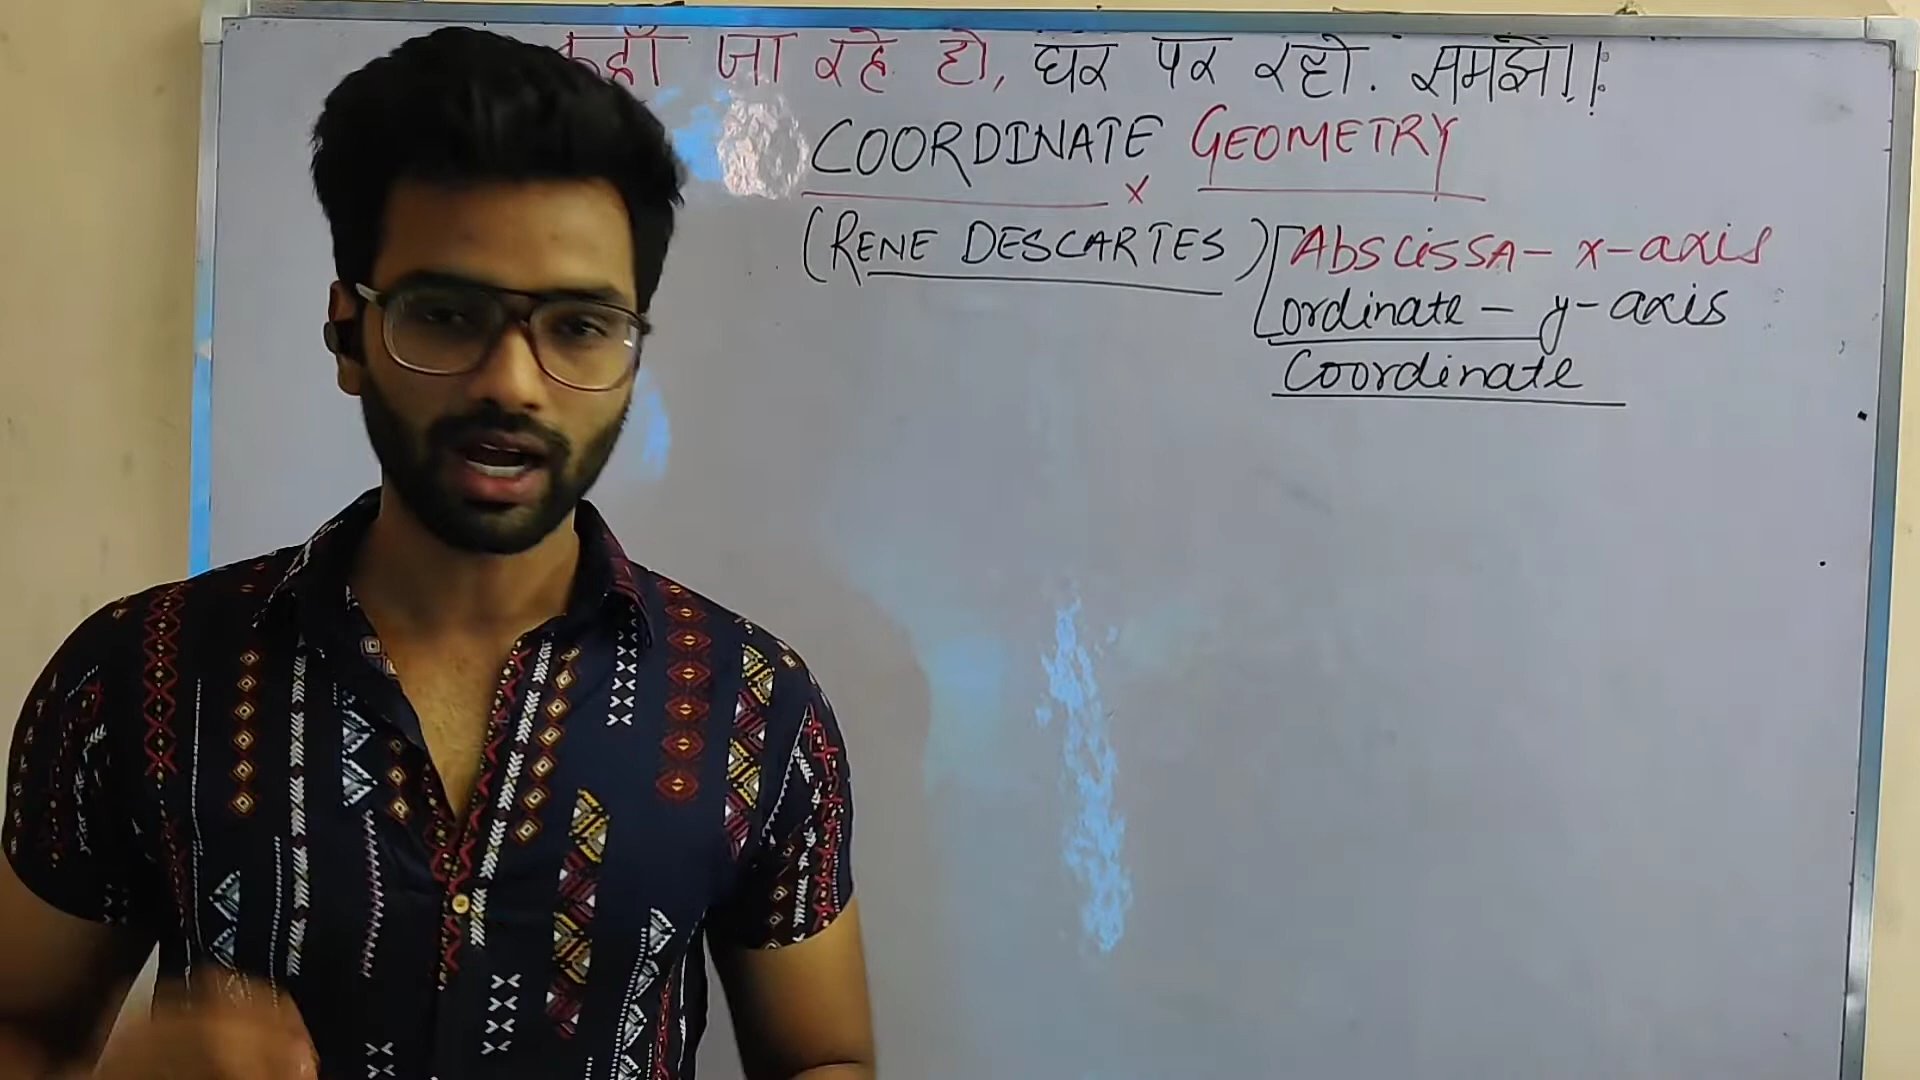 कहाँ जा रहे हो, घर पर रहो. समझे!!
COORDINATE GEOMETRY
x
(RENE DESCARTES) AbscissA - x-axis
ordinate - y-axis
Coordinate